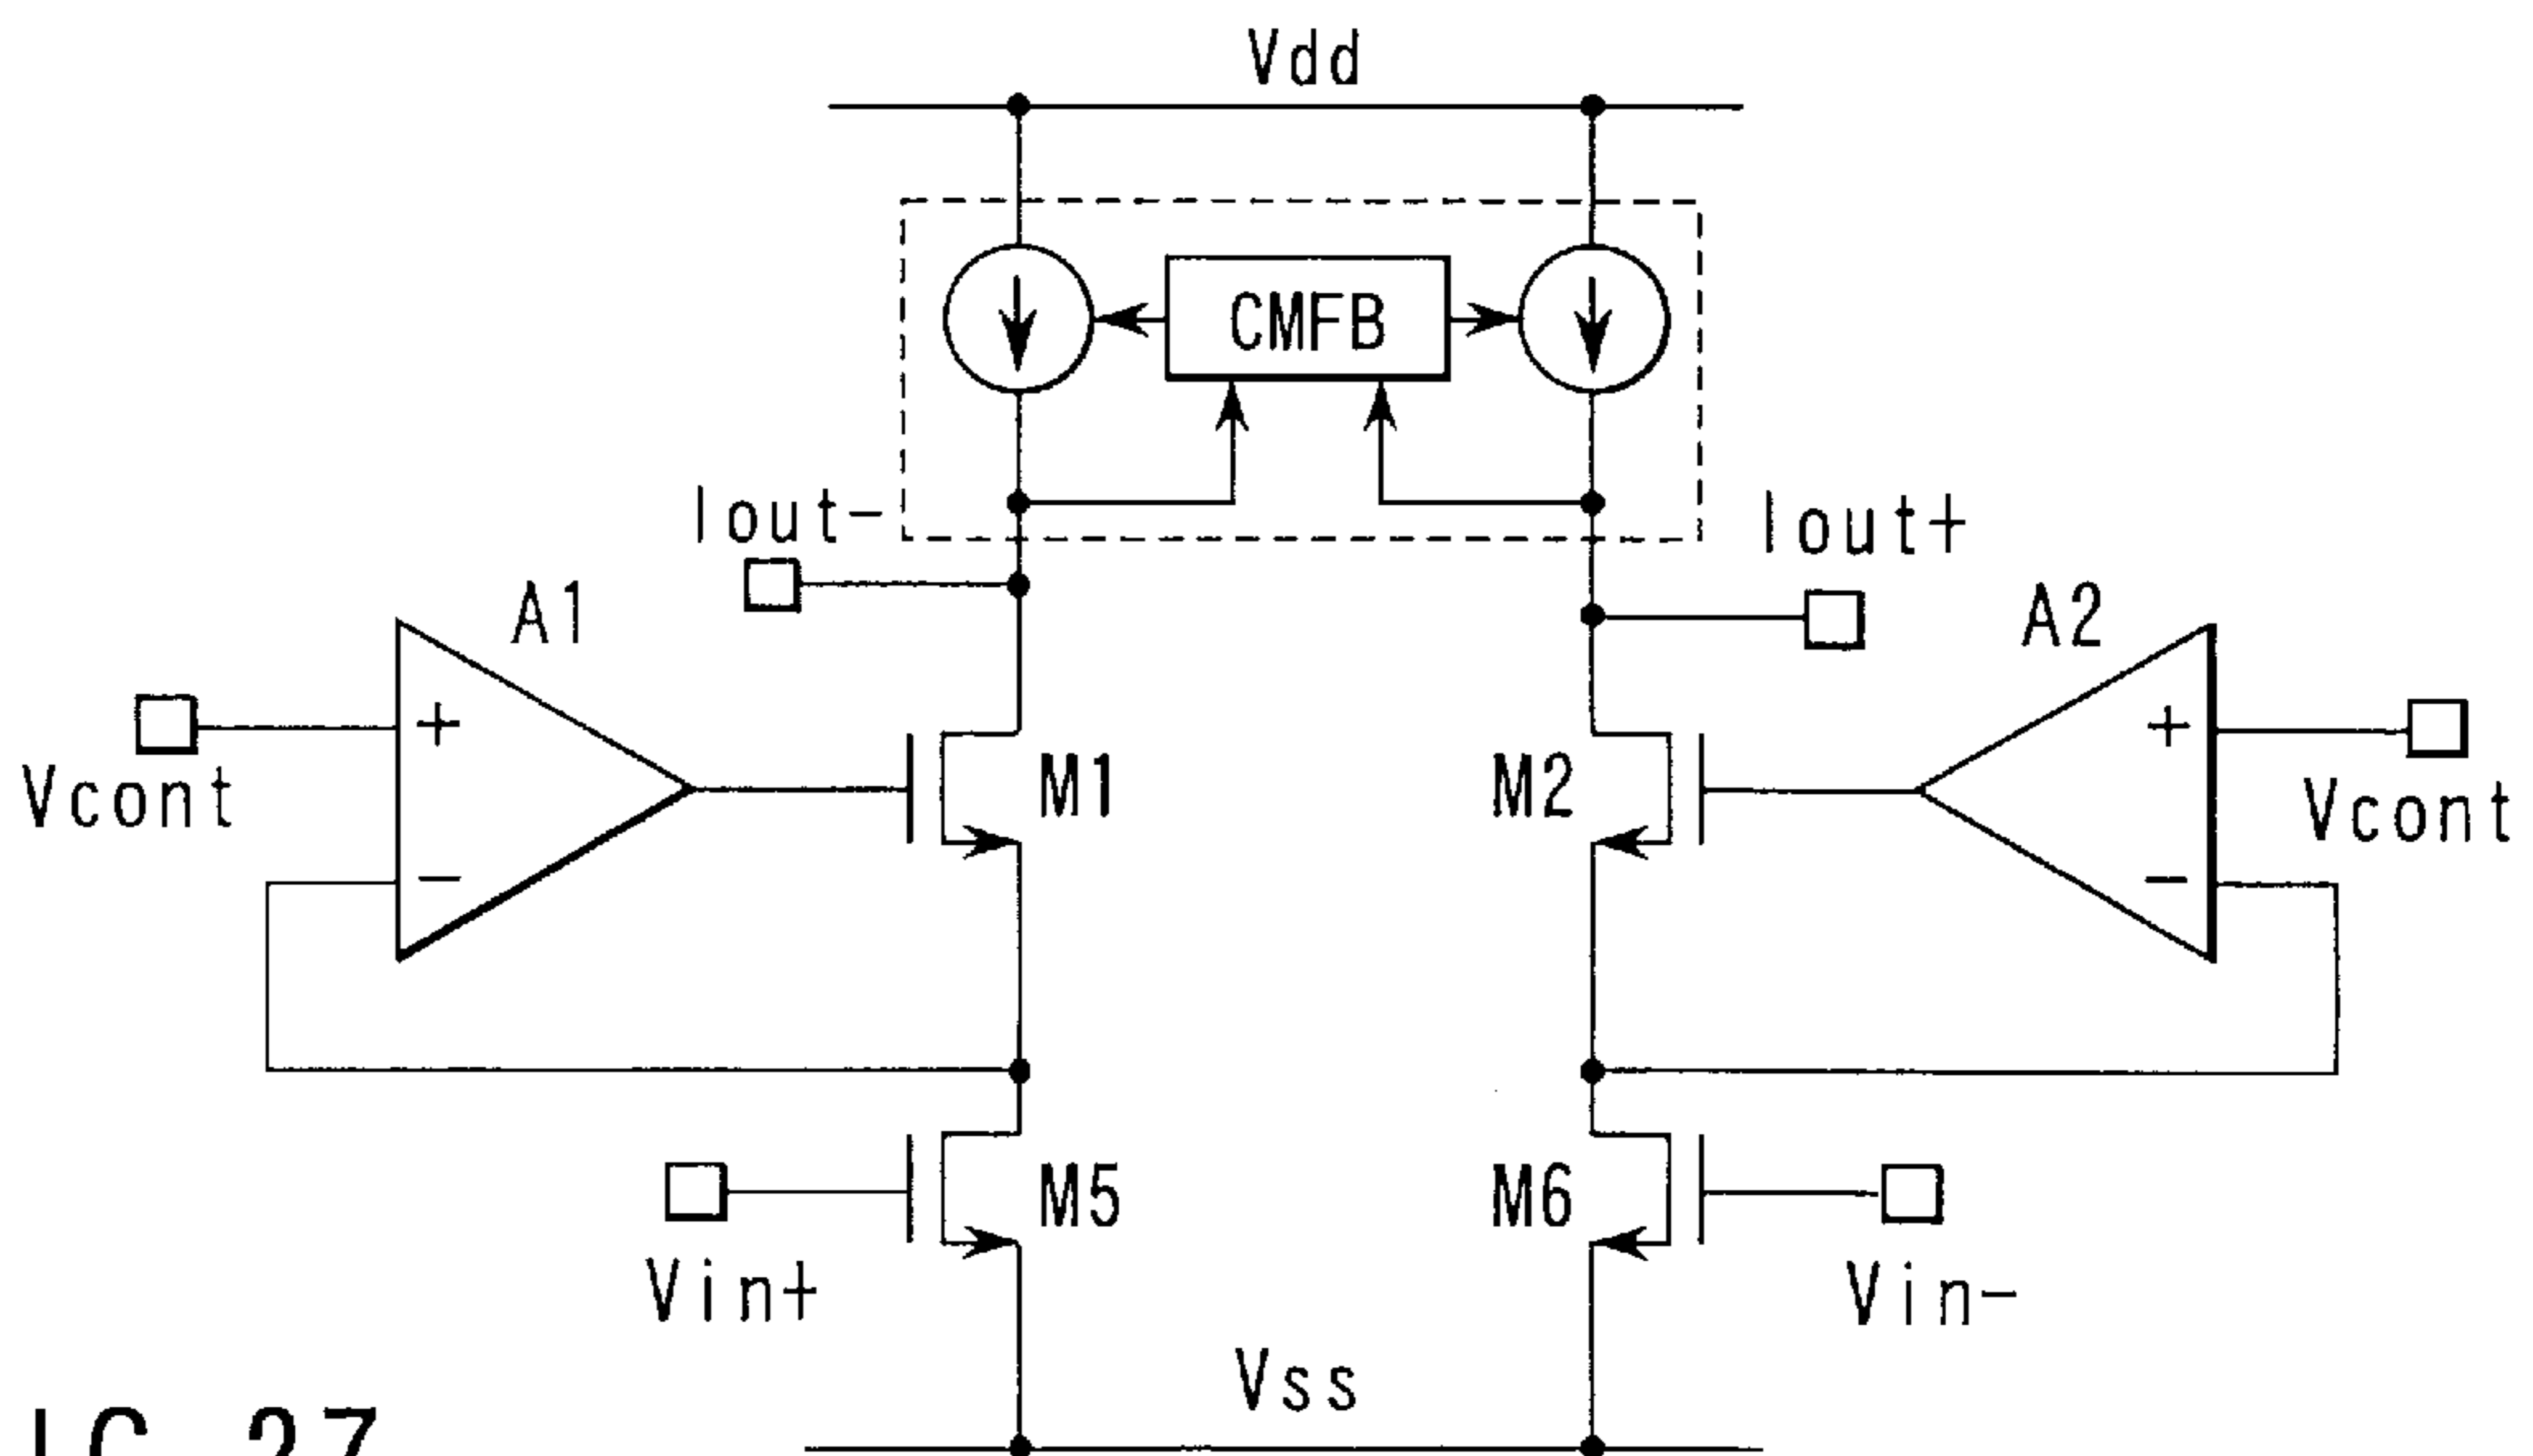 Vdd
CMFB
Iout-
Iout+
A1
A2
+
+
Vcont
M1
M2
Vcont
-
-
M5
M6
Vin+
Vin-
Vss